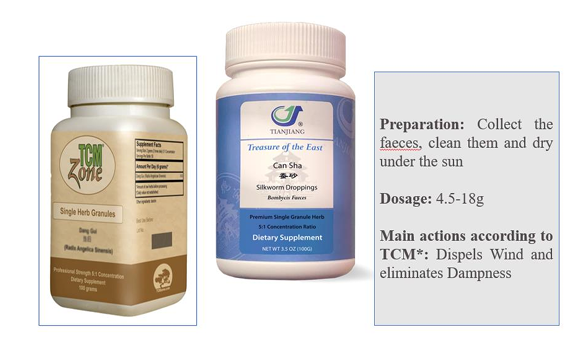 TCM
Zone
Single Herb Granules
Dang Gui
(Radix Angelica Sinensis)
Professional Strength 5:1 Concentration
Dietary Supplement
100 grams
Supplement Facts
TIANJIANG
®
Treasure of the East
Can Sha
蚕砂
Silkworm Droppings
Bombycis Faeces
Premium Single Granule Herb
5:1 Concentration Ratio
Dietary Supplement
NET WT 3.5 OZ (100G)
Preparation: Collect the
faeces, clean them and dry
under the sun
Dosage: 4.5-18g
Main actions according to
TCM*: Dispels Wind and
eliminates Dampness